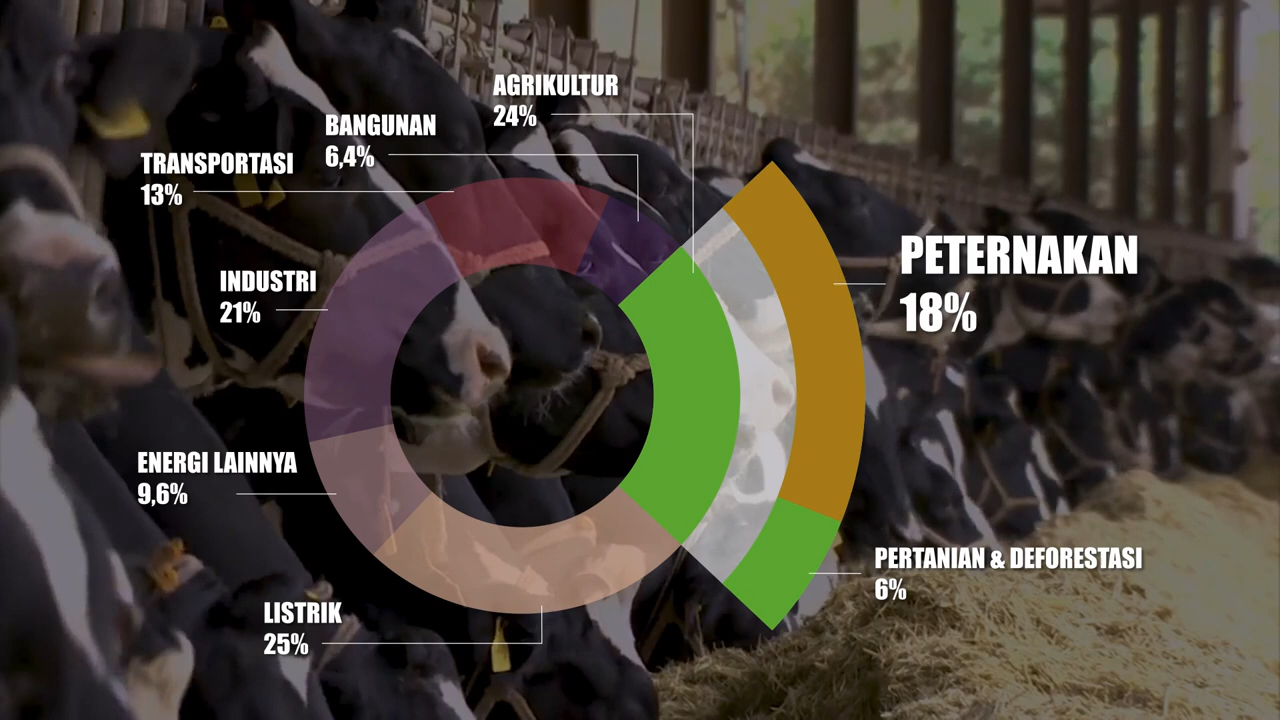 AGRIKULTUR
24%
BANGUNAN
6,4%
TRANSPORTASI
13%
INDUSTRI
21%
PETERNAKAN
18%
ENERGI LAINNYA
9,6%
PERTANIAN & DEFORESTASI
6%
LISTRIK
25%